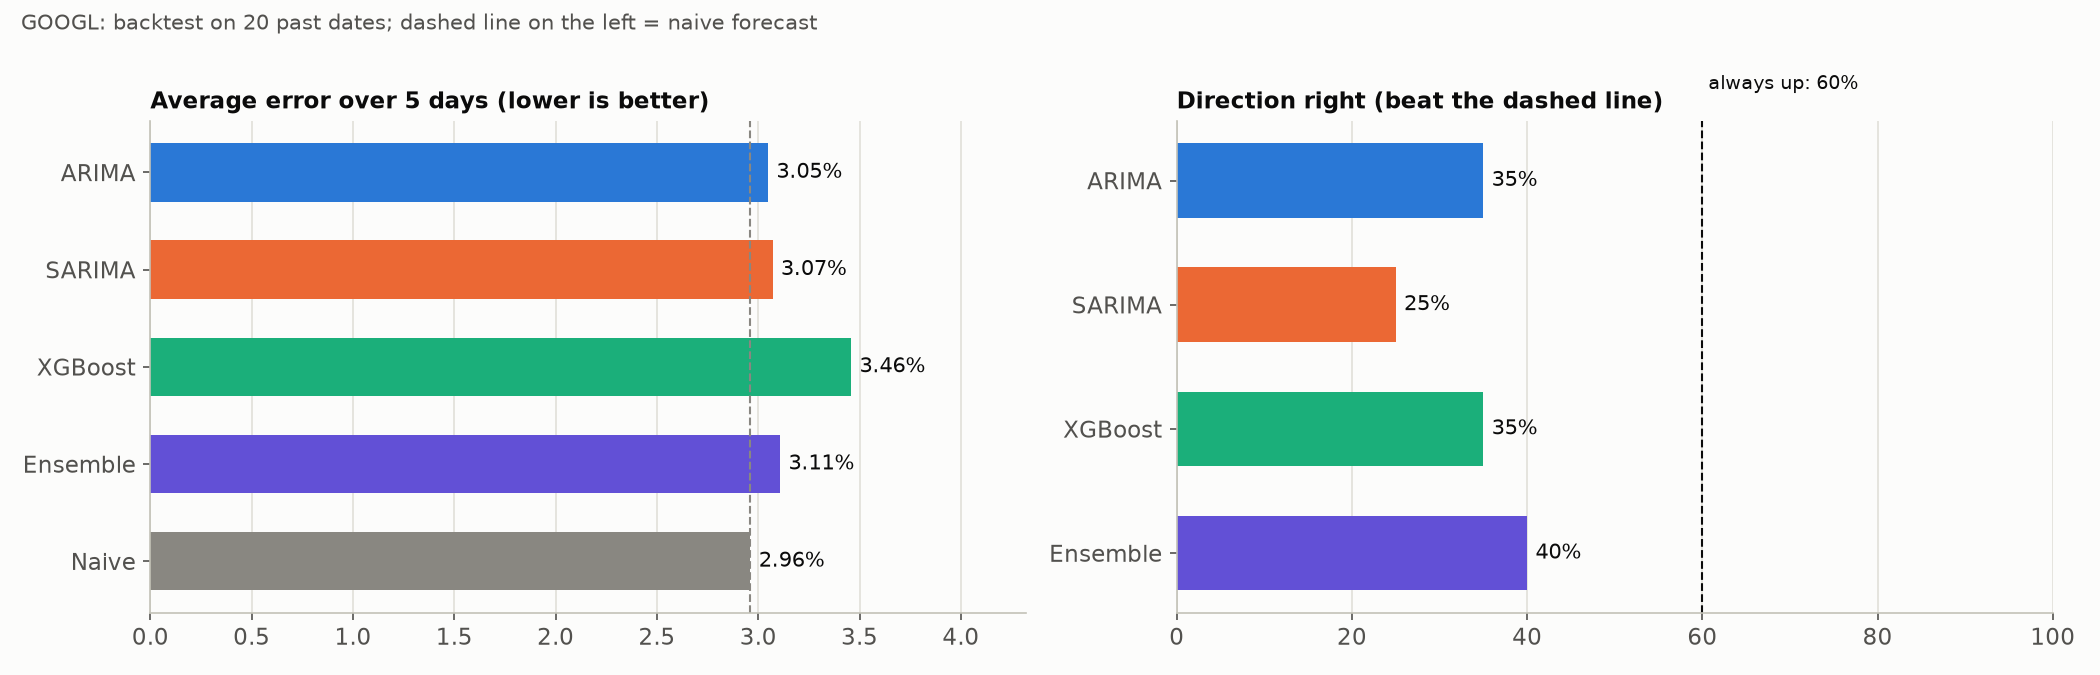 GOOGL: backtest on 20 past dates; dashed line on the left = naive forecast
Average error over 5 days (lower is better)
ARIMA
3.05%
SARIMA
3.07%
XGBoost
3.46%
Ensemble
3.11%
Naive
2.96%
0.0 0.5 1.0 1.5 2.0 2.5 3.0 3.5 4.0
always up: 60%
Direction right (beat the dashed line)
ARIMA
35%
SARIMA
25%
XGBoost
35%
Ensemble
40%
0 20 40 60 80 100